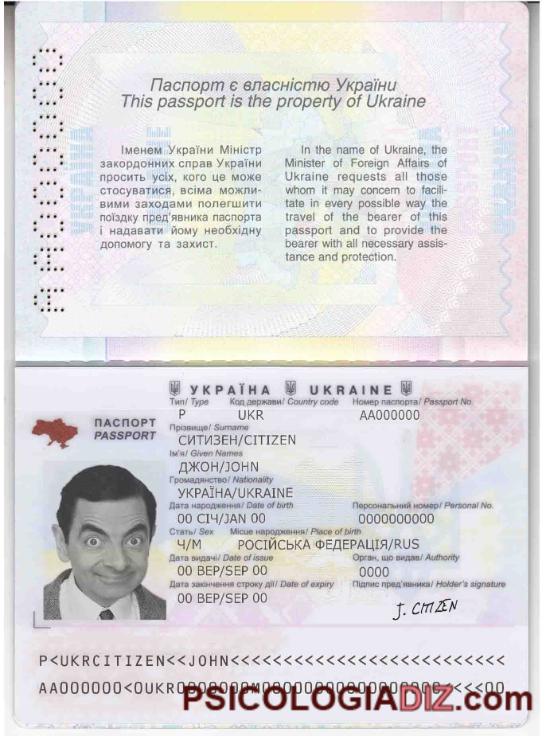 AA000000
Паспорт є власністю України
This passport is the property of Ukraine
Іменем України Міністр
закордонних справ України
просить усіх, кого це може
стосуватися, всіма можли-
вими заходами полегшити
поїздку пред'явника паспорта
і надавати йому необхідну
допомогу та захист.
In the name of Ukraine, the
Minister of Foreign Affairs of
Ukraine requests all those
whom it may concern to facili-
tate in every possible way the
travel of the bearer of this
passport and to provide the
bearer with all necessary assis-
tance and protection.
УКРАЇНА UKRAINE
ПАСПОРТ
PASSPORT
Тип/ Type Код держави/ Country code Номер паспорта/ Passport No.
P UKR AA000000
Прізвище/ Surname
СИТИЗЕН/CITIZEN
Ім'я/ Given Names
ДЖОН/JOHN
Громадянство/ Nationality
УКРАЇНА/UKRAINE
Дата народження/ Date of birth Персональний номер/ Personal No.
00 СІЧ/JAN 00 0000000000
Стать/ Sex Місце народження/ Place of birth
Ч/M РОСІЙСЬКА ФЕДЕРАЦІЯ/RUS
Дата видачі/ Date of issue Орган, що видав/ Authority
00 ВЕР/SEP 00 0000
Дата закінчення строку дії/ Date of expiry Підпис пред'явника/ Holder's signature
00 ВЕР/SEP 00
J. CITIZEN
P<UKRCITIZEN<<JOHN<<<<<<<<<<<<<<<<<<<<<<<<<<
PSICOLOGIADIZ.com